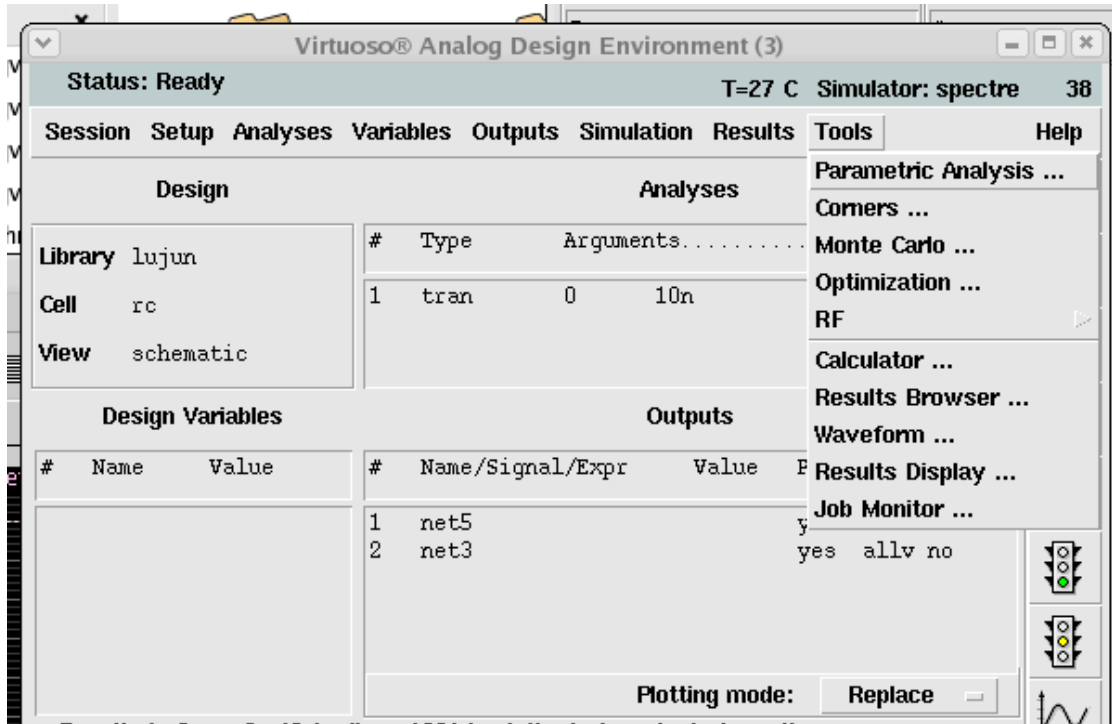 Virtuoso® Analog Design Environment (3)
Status: Ready T=27 C Simulator: spectre 38
Session Setup Analyses Variables Outputs Simulation Results Tools Help
Parametric Analysis ...
Corners ...
Monte Carlo ...
Optimization ...
RF
Calculator ...
Results Browser ...
Waveform ...
Results Display ...
Job Monitor ...
Design
Library lujun
Cell rc
View schematic
Analyses
# Type Arguments..........
1 tran 0 10n
Design Variables
# Name Value
Outputs
# Name/Signal/Expr Value P
1 net5 y
2 net3 yes allv no
Plotting mode: Replace